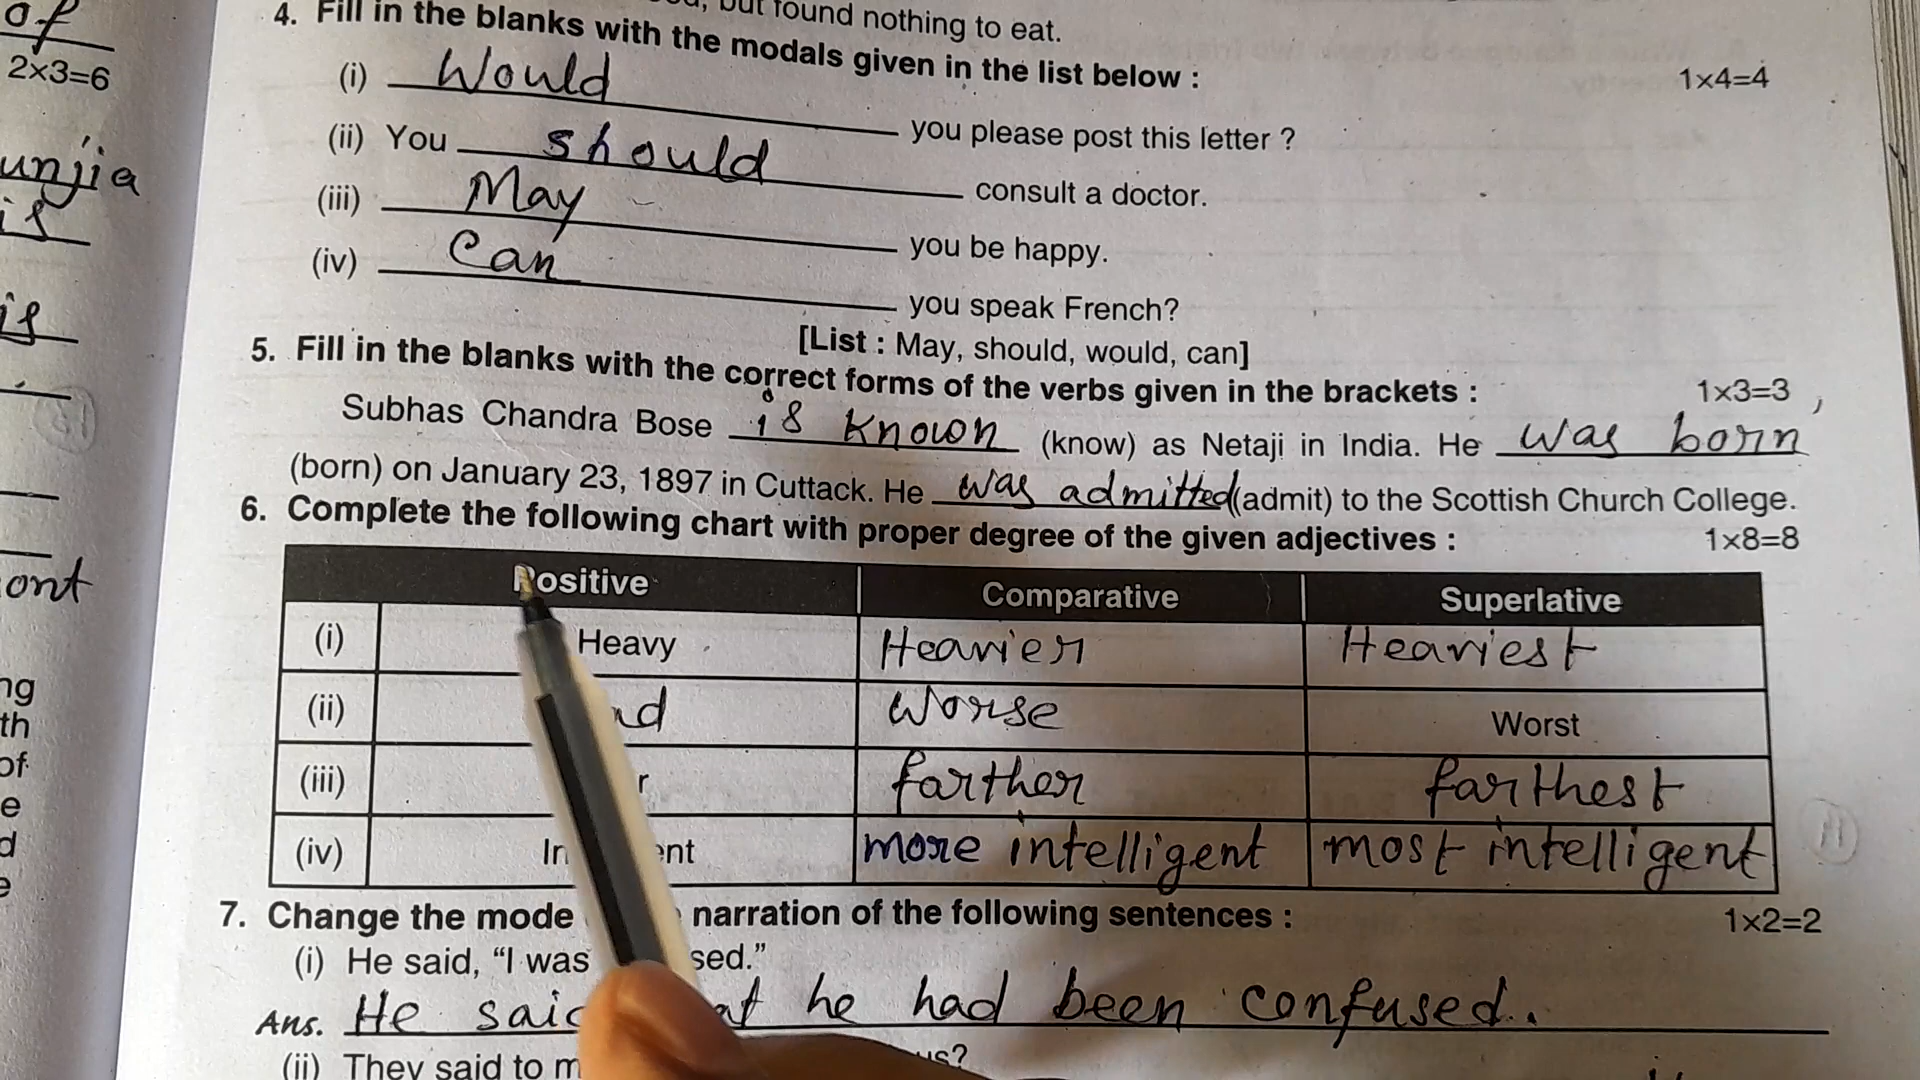 of
2×3=6
unjia
is
is
ont
ng
th
of
e
d
e
but found nothing to eat.
4. Fill in the blanks with the modals given in the list below : 1×4=4
(i) Would you please post this letter ?
(ii) You should consult a doctor.
(iii) May you be happy.
(iv) Can you speak French?
[List : May, should, would, can]
5. Fill in the blanks with the correct forms of the verbs given in the brackets : 1×3=3
Subhas Chandra Bose is known (know) as Netaji in India. He was born
(born) on January 23, 1897 in Cuttack. He was admitted (admit) to the Scottish Church College.
6. Complete the following chart with proper degree of the given adjectives : 1×8=8
Positive Comparative Superlative
(i) Heavy Heavier Heaviest
(ii) Worse Worst
(iii) farther farthest
(iv) more intelligent most intelligent
7. Change the mode narration of the following sentences : 1×2=2
(i) He said, “I was
Ans. He he had been confused.
(ii) They said to